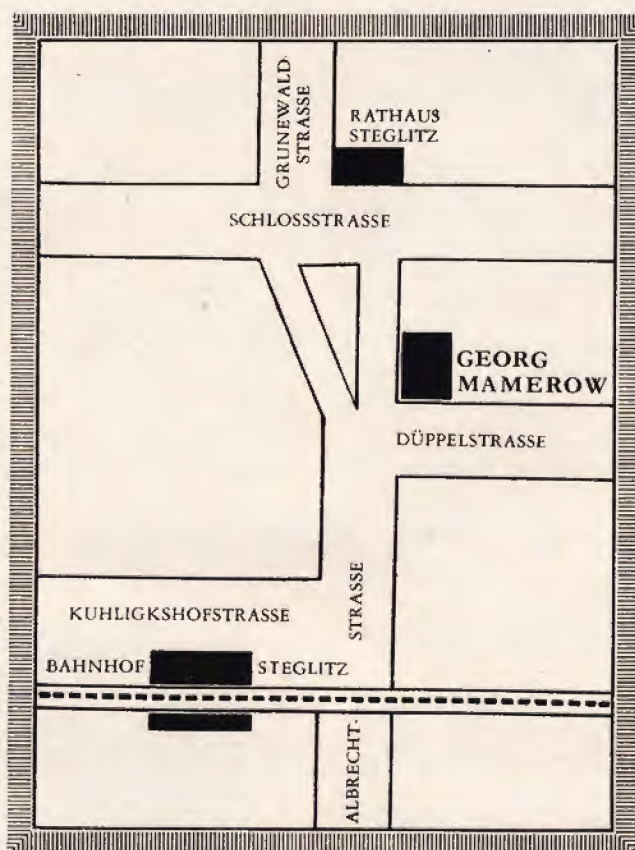 GRUNEWALD-
STRASSE
RATHAUS
STEGLITZ
SCHLOSSSTRASSE
GEORG
MAMEROW
DÜPPELSTRASSE
STRASSE
KUHLIGKSHOFSTRASSE
BAHNHOF STEGLITZ
ALBRECHT-